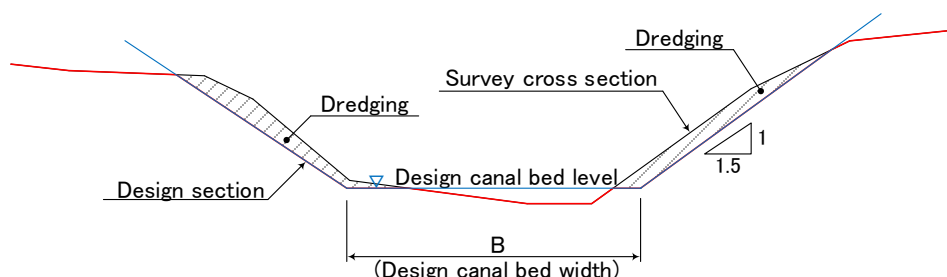 Dredging
Survey cross section
Dredging
1
1.5
Design section
Design canal bed level
B
(Design canal bed width)